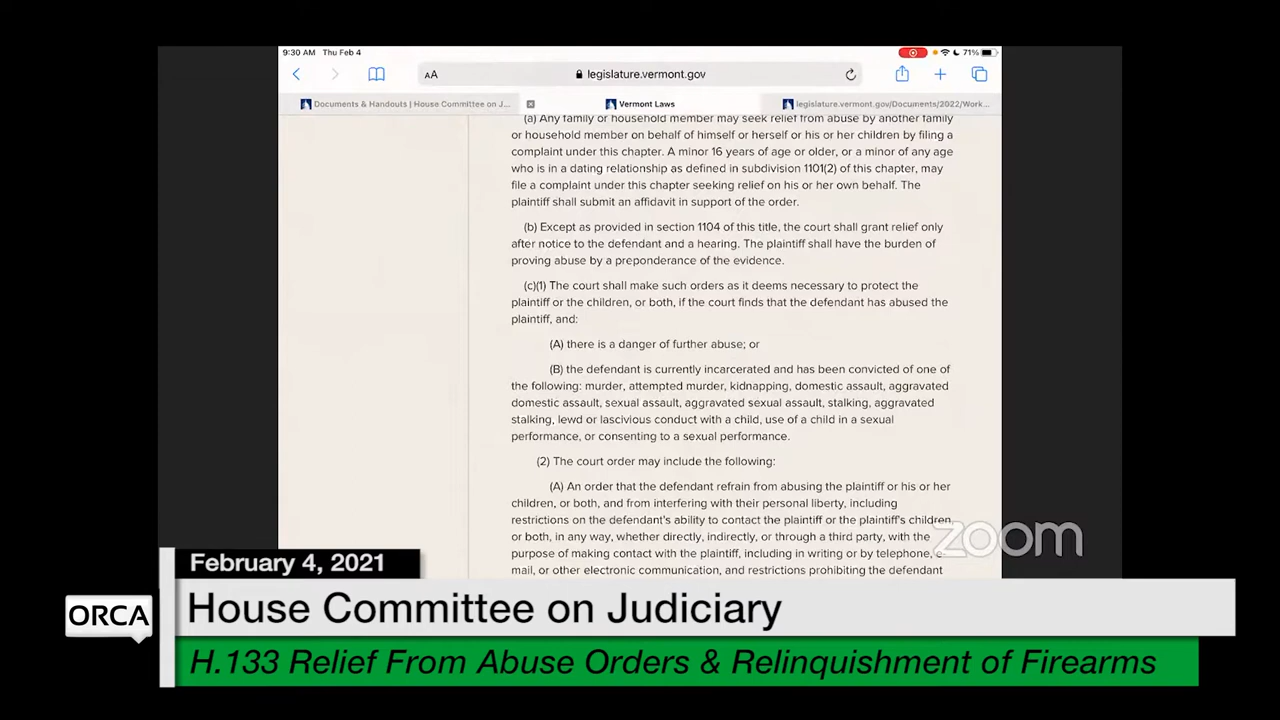 9:30 AM Thu Feb 4
71%
AA
legislature.vermont.gov
Documents & Handouts | House Committee on J...
Vermont Laws
legislature.vermont.gov/Documents/2022/Work...
(a) Any family or household member may seek relief from abuse by another family
or household member on behalf of himself or herself or his or her children by filing a
complaint under this chapter. A minor 16 years of age or older, or a minor of any age
who is in a dating relationship as defined in subdivision 1101(2) of this chapter, may
file a complaint under this chapter seeking relief on his or her own behalf. The
plaintiff shall submit an affidavit in support of the order.
(b) Except as provided in section 1104 of this title, the court shall grant relief only
after notice to the defendant and a hearing. The plaintiff shall have the burden of
proving abuse by a preponderance of the evidence.
(c)(1) The court shall make such orders as it deems necessary to protect the
plaintiff or the children, or both, if the court finds that the defendant has abused the
plaintiff, and:
(A) there is a danger of further abuse; or
(B) the defendant is currently incarcerated and has been convicted of one of
the following: murder, attempted murder, kidnapping, domestic assault, aggravated
domestic assault, sexual assault, aggravated sexual assault, stalking, aggravated
stalking, lewd or lascivious conduct with a child, use of a child in a sexual
performance, or consenting to a sexual performance.
(2) The court order may include the following:
(A) An order that the defendant refrain from abusing the plaintiff or his or her
children, or both, and from interfering with their personal liberty, including
restrictions on the defendant's ability to contact the plaintiff or the plaintiff's children,
or both, in any way, whether directly, indirectly, or through a third party, with the
purpose of making contact with the plaintiff, including in writing or by telephone, e-
mail, or other electronic communication, and restrictions prohibiting the defendant
zoom
February 4, 2021
ORCA
House Committee on Judiciary
H.133 Relief From Abuse Orders & Relinquishment of Firearms